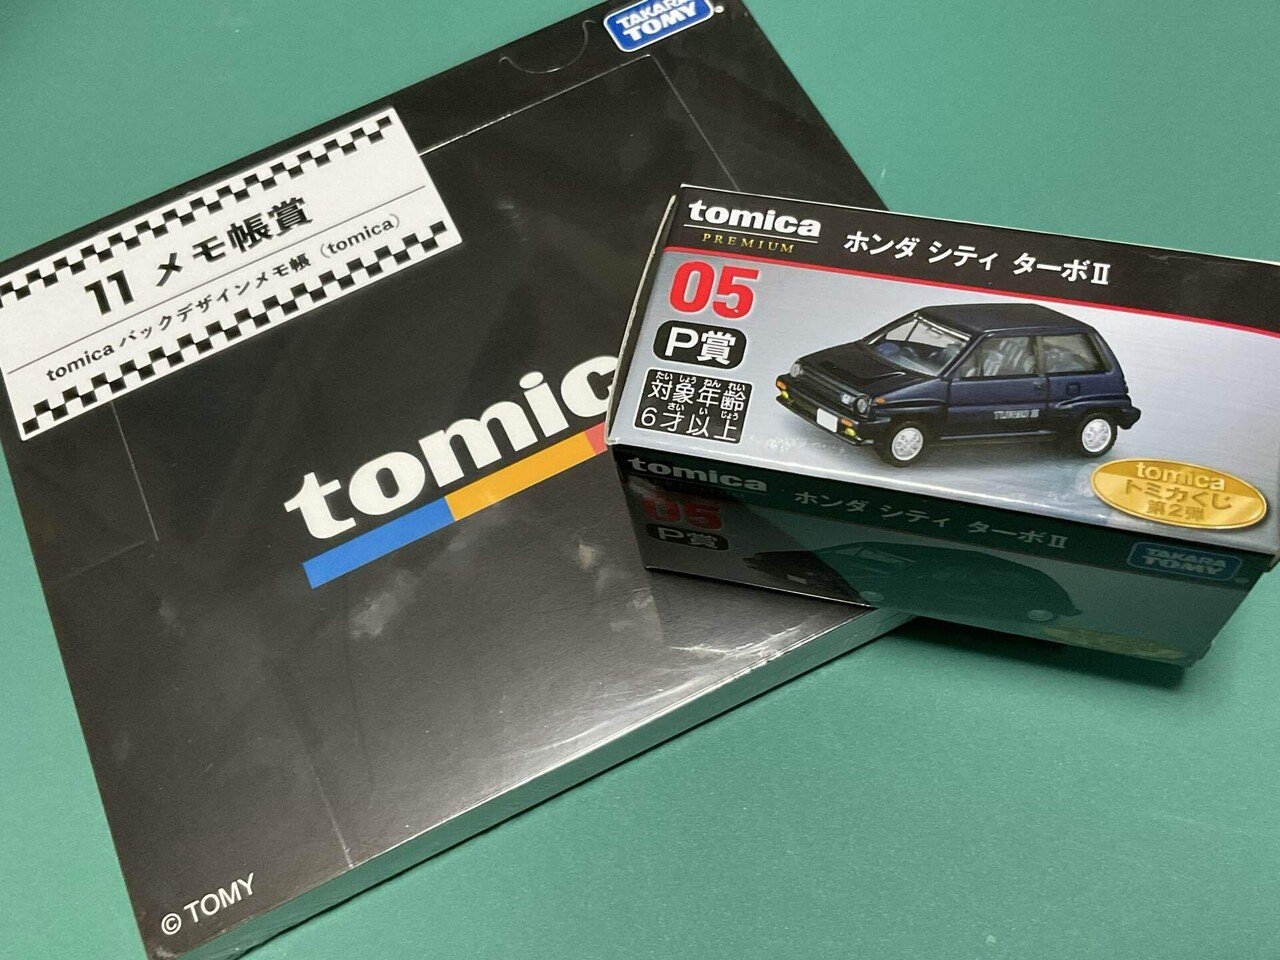 TAKARA
TOMY
11 メモ帳賞
tomica バックデザインメモ帳 (tomica)
tomic
© TOMY
tomica
PREMIUM
ホンダ シティ ターボⅡ
05
P賞
たいしょうねんれい
対象年齢
さいいじょう
6才以上
TURBO Ⅱ
tomica
トミカくじ
第2弾
tomica
ホンダ シティ ターボⅡ
05
P賞
TAKARA
TOMY